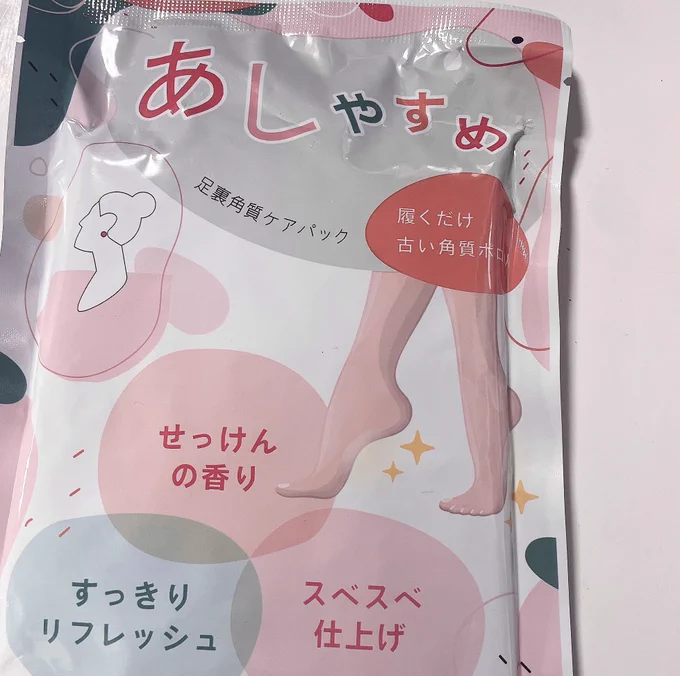 あしやすめ
足裏角質ケアパック
履くだけ
古い角質ポロ
せっけん
の香り
すっきり
リフレッシュ
スベスベ
仕上げ